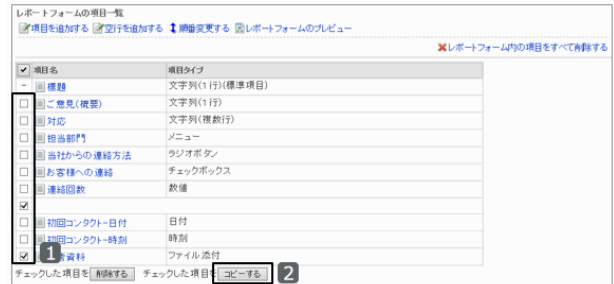 レポートフォームの項目一覧
項目を追加する 空行を追加する 順番変更する レポートフォームのプレビュー
レポートフォーム内の項目をすべて削除する
項目名 項目タイプ
標題 文字列(1行)(標準項目)
ご意見(概要) 文字列(1行)
対応 文字列(複数行)
担当部門 メニュー
当社からの連絡方法 ラジオボタン
お客様への連絡 チェックボックス
連絡回数 数値
初回コンタクト-日付 日付
初回コンタクト-時刻 時刻
1 資料 ファイル添付
チェックした項目を 削除する チェックした項目を コピーする 2